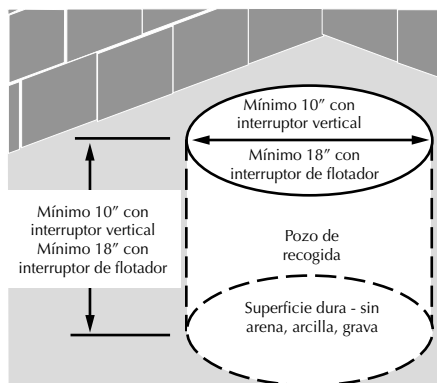 Mínimo 10” con
interruptor vertical
Mínimo 18” con
interruptor de flotador
Mínimo 10” con
interruptor vertical
Mínimo 18” con
interruptor de flotador
Pozo de
recogida
Superficie dura - sin
arena, arcilla, grava